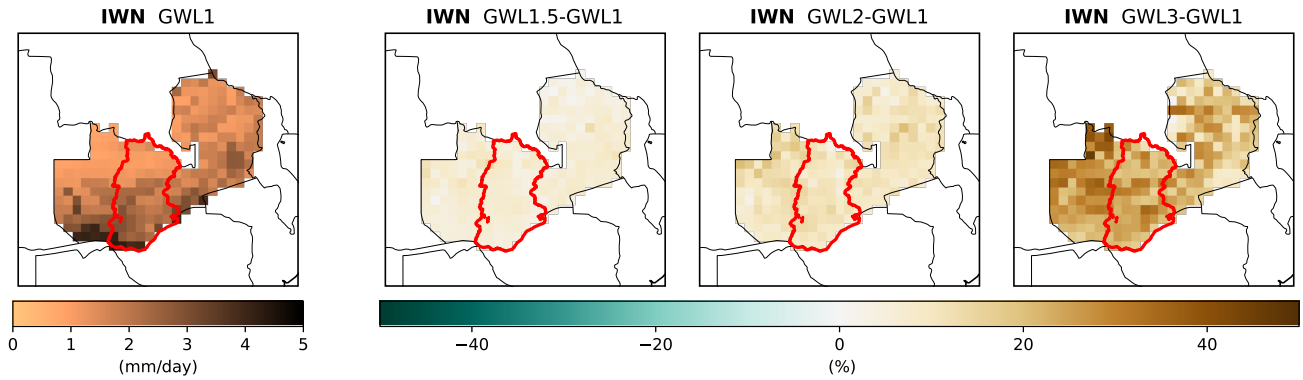 IWN GWL1
IWN GWL1.5-GWL1
IWN GWL2-GWL1
IWN GWL3-GWL1
0 1 2 3 4 5
(mm/day)
−40 −20 0 20 40
(%)